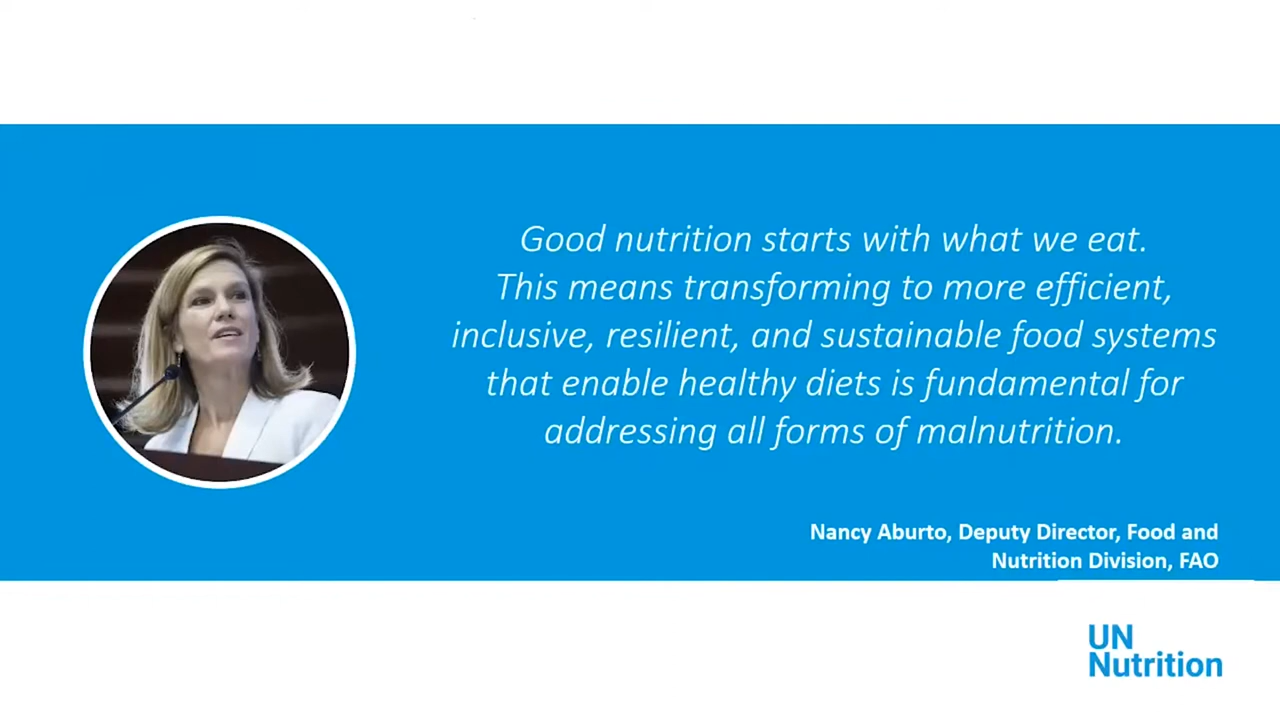 Good nutrition starts with what we eat.
This means transforming to more efficient,
inclusive, resilient, and sustainable food systems
that enable healthy diets is fundamental for
addressing all forms of malnutrition.
Nancy Aburto, Deputy Director, Food and
Nutrition Division, FAO
UN
Nutrition